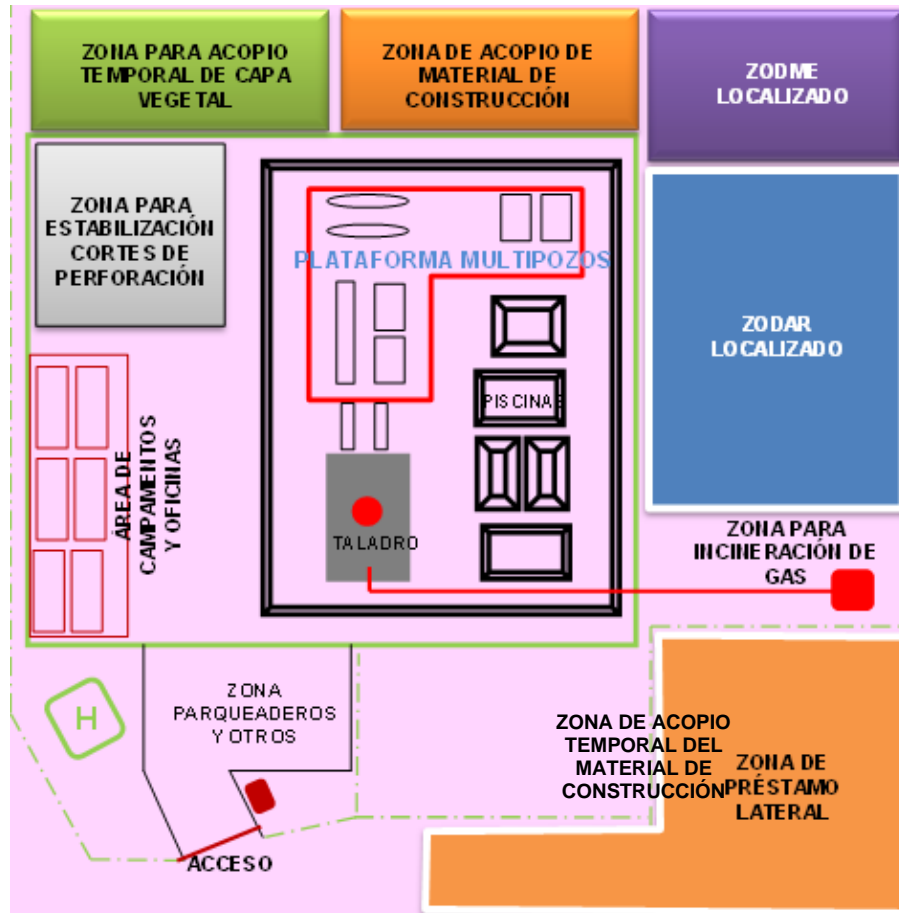 ZONA PARA ACOPIO
TEMPORAL DE CAPA
VEGETAL
ZONA DE ACOPIO DE
MATERIAL DE
CONSTRUCCIÓN
ZODME
LOCALIZADO
ZONA PARA
ESTABILIZACIÓN
CORTES DE
PERFORACIÓN
PLATAFORMA MULTIPOZOS
ZODAR
LOCALIZADO
PISCINAS
ÁREA DE
CAMPAMENTOS
Y OFICINAS
TALADRO
ZONA PARA
INCINERACIÓN DE
GAS
H
ZONA
PARQUEADEROS
Y OTROS
ZONA DE ACOPIO
TEMPORAL DEL
MATERIAL DE
CONSTRUCCIÓN
ZONA DE
PRÉSTAMO
LATERAL
ACCESO